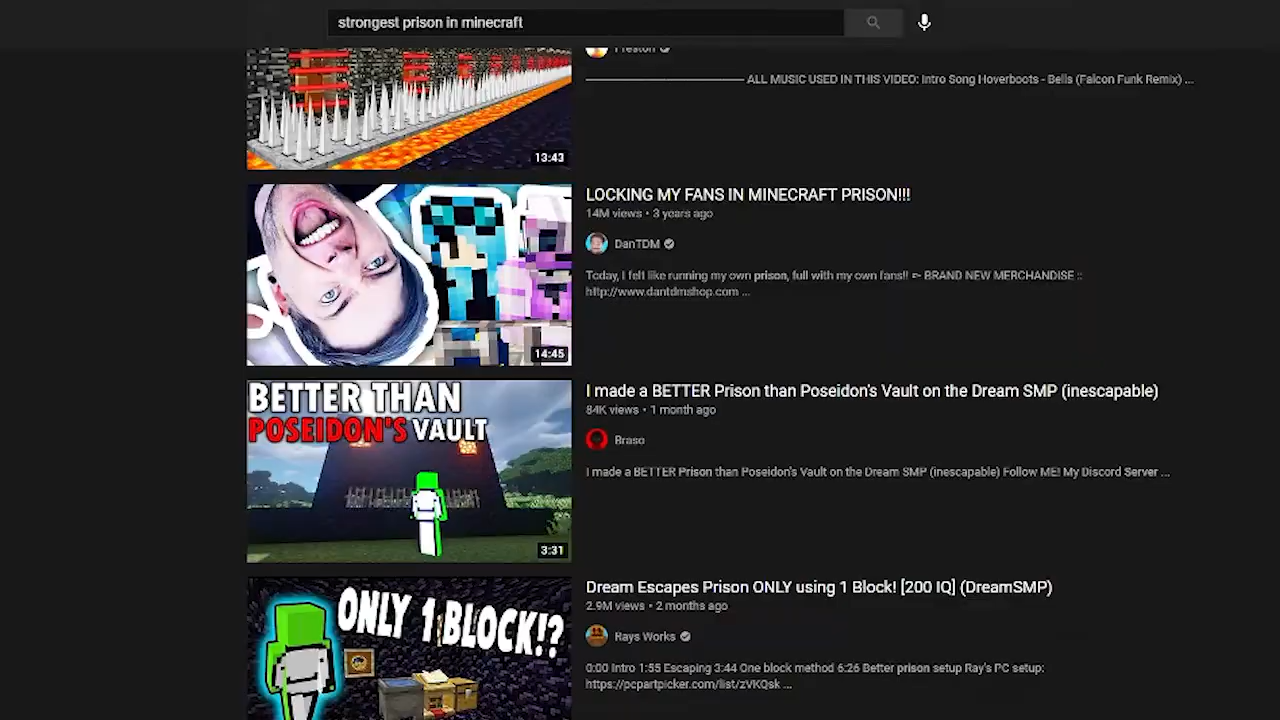 strongest prison in minecraft
Preston
ALL MUSIC USED IN THIS VIDEO: Intro Song Hoverboots - Bells (Falcon Funk Remix) ...
13:43
LOCKING MY FANS IN MINECRAFT PRISON!!!
14M views • 3 years ago
DanTDM
Today, I felt like running my own prison, full with my own fans!! ➳ BRAND NEW MERCHANDISE ::
http://www.dantdmshop.com ...
14:45
BETTER THAN
POSEIDON'S VAULT
3:31
I made a BETTER Prison than Poseidon's Vault on the Dream SMP (inescapable)
84K views • 1 month ago
Braso
I made a BETTER Prison than Poseidon's Vault on the Dream SMP (inescapable) Follow ME! My Discord Server ...
ONLY 1 BLOCK!?
Dream Escapes Prison ONLY using 1 Block! [200 IQ] (DreamSMP)
2.9M views • 2 months ago
Rays Works
0:00 Intro 1:55 Escaping 3:44 One block method 6:26 Better prison setup Ray's PC setup:
https://pcpartpicker.com/list/zVKQsk ...